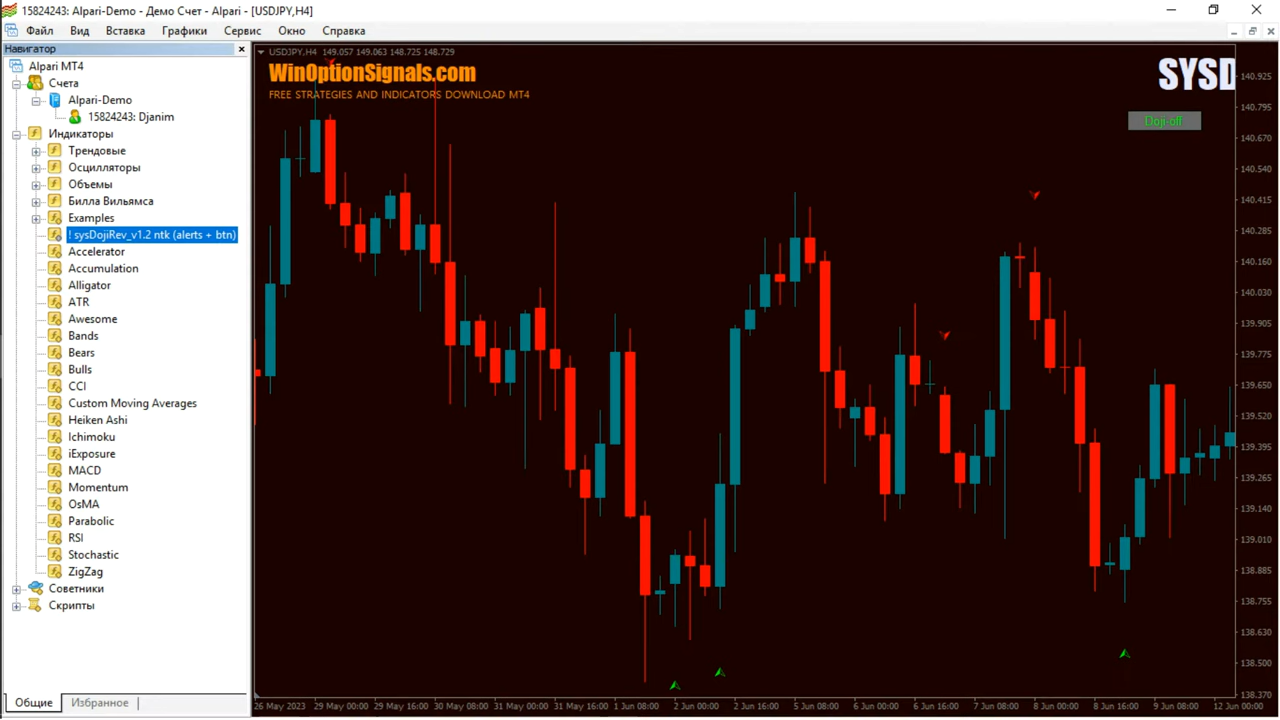 15824243: Alpari-Demo - Демо Счет - Alpari - [USDJPY,H4]
Файл Вид Вставка Графики Сервис Окно Справка
Навигатор
Alpari MT4
Счета
Alpari-Demo
15824243: Djanim
Индикаторы
Трендовые
Осцилляторы
Объемы
Билла Вильямса
Examples
! sysDojiRev_v1.2 ntk (alerts + btn)
Accelerator
Accumulation
Alligator
ATR
Awesome
Bands
Bears
Bulls
CCI
Custom Moving Averages
Heiken Ashi
Ichimoku
iExposure
MACD
Momentum
OsMA
Parabolic
RSI
Stochastic
ZigZag
Советники
Скрипты
Общие Избранное
USDJPY,H4 149.057 149.063 148.725 148.729
WinOptionSignals.com
FREE STRATEGIES AND INDICATORS DOWNLOAD MT4
SYSD
Doji-off
140.925
140.795
140.670
140.540
140.415
140.285
140.160
140.030
139.905
139.775
139.650
139.520
139.395
139.265
139.140
139.010
138.885
138.755
138.630
138.500
138.370
26 May 2023 29 May 00:00 29 May 16:00 30 May 08:00 31 May 00:00 31 May 16:00 1 Jun 08:00 2 Jun 00:00 2 Jun 16:00 5 Jun 08:00 6 Jun 00:00 6 Jun 16:00 7 Jun 08:00 8 Jun 00:00 8 Jun 16:00 9 Jun 08:00 12 Jun 00:00